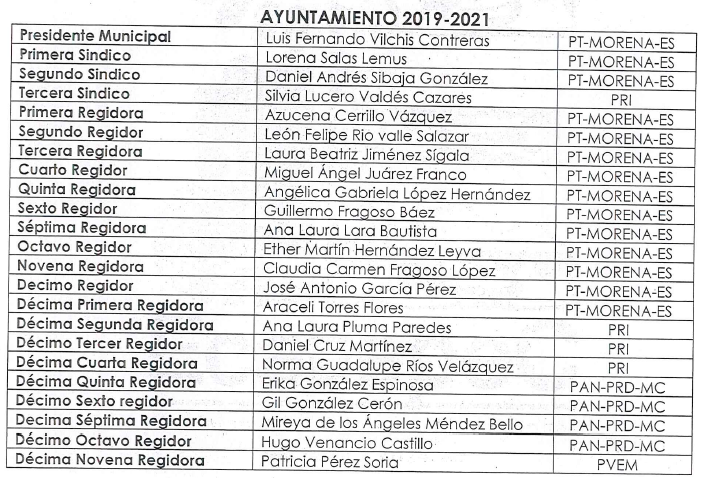 AYUNTAMIENTO 2019-2021
Presidente Municipal Luis Fernando Vilchis Contreras PT-MORENA-ES
Primera Sindico Lorena Salas Lemus PT-MORENA-ES
Segundo Sindico Daniel Andrés Sibaja González PT-MORENA-ES
Tercera Sindico Silvia Lucero Valdés Cazares PRI
Primera Regidora Azucena Cerrillo Vázquez PT-MORENA-ES
Segundo Regidor León Felipe Rio valle Salazar PT-MORENA-ES
Tercera Regidora Laura Beatriz Jiménez Sígala PT-MORENA-ES
Cuarto Regidor Miguel Ángel Juárez Franco PT-MORENA-ES
Quinta Regidora Angélica Gabriela López Hernández PT-MORENA-ES
Sexto Regidor Guillermo Fragoso Báez PT-MORENA-ES
Séptima Regidora Ana Laura Lara Bautista PT-MORENA-ES
Octavo Regidor Ether Martín Hernández Leyva PT-MORENA-ES
Novena Regidora Claudia Carmen Fragoso López PT-MORENA-ES
Decimo Regidor José Antonio García Pérez PT-MORENA-ES
Décima Primera Regidora Araceli Torres Flores PT-MORENA-ES
Décima Segunda Regidora Ana Laura Pluma Paredes PRI
Décimo Tercer Regidor Daniel Cruz Martínez PRI
Décima Cuarta Regidora Norma Guadalupe Ríos Velázquez PRI
Décima Quinta Regidora Erika González Espinosa PAN-PRD-MC
Décimo Sexto regidor Gil González Cerón PAN-PRD-MC
Decima Séptima Regidora Mireya de los Ángeles Méndez Bello PAN-PRD-MC
Décimo Octavo Regidor Hugo Venancio Castillo PAN-PRD-MC
Décima Novena Regidora Patricia Pérez Soria PVEM